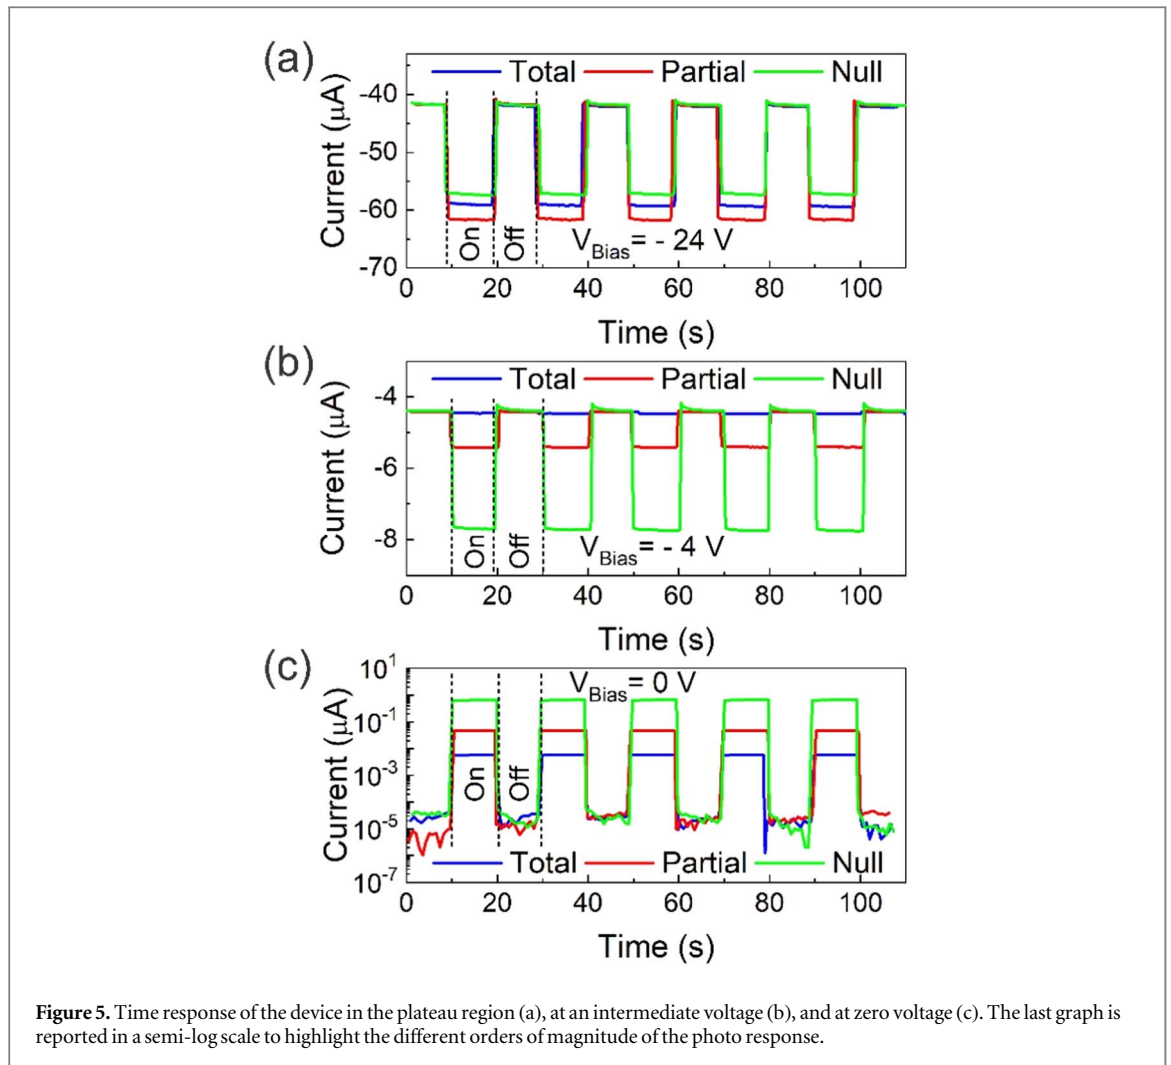 (a)
Total Partial Null
-40
-50
-60
-70
Current (μA)
On
Off
V_Bias = - 24 V
0 20 40 60 80 100
Time (s)
(b)
Total Partial Null
-4
-6
-8
Current (μA)
On
Off
V_Bias = - 4 V
0 20 40 60 80 100
Time (s)
(c)
V_Bias = 0 V
10^1
10^-1
10^-3
10^-5
10^-7
Current (μA)
On
Off
Total Partial Null
0 20 40 60 80 100
Time (s)
Figure 5. Time response of the device in the plateau region (a), at an intermediate voltage (b), and at zero voltage (c). The last graph is
reported in a semi-log scale to highlight the different orders of magnitude of the photo response.